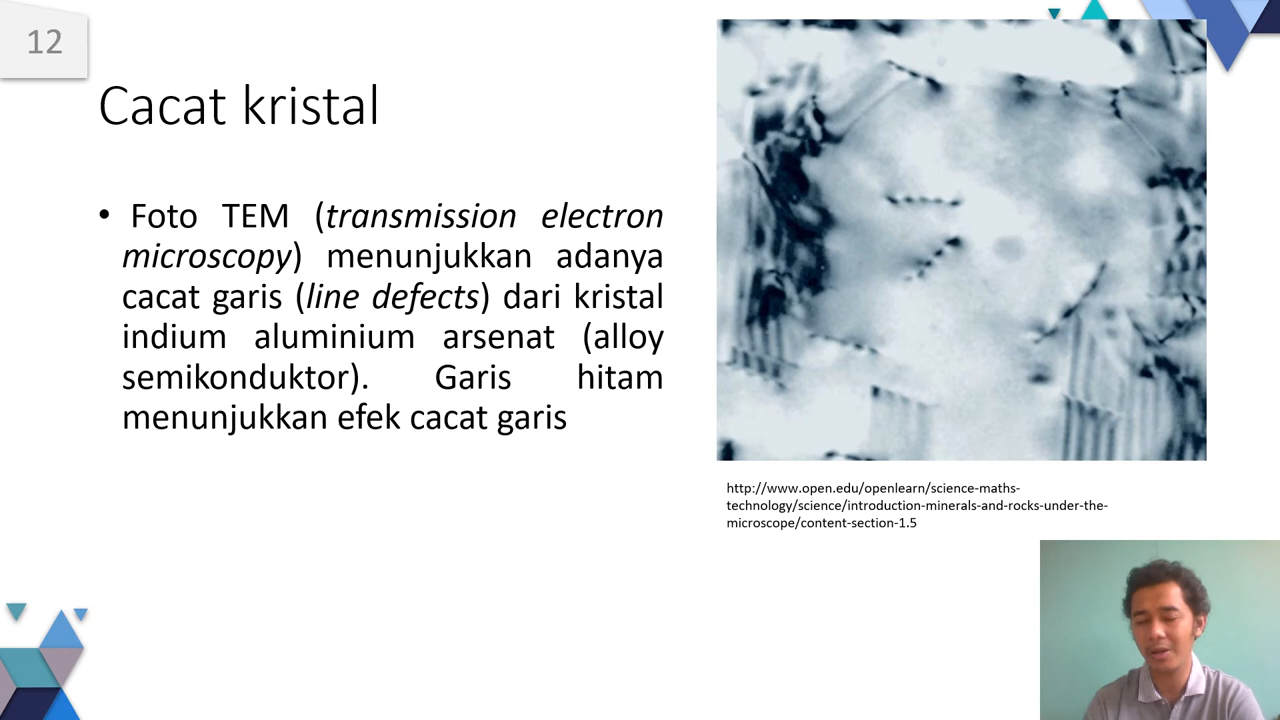 12
Cacat kristal
• Foto TEM (transmission electron
microscopy) menunjukkan adanya
cacat garis (line defects) dari kristal
indium aluminium arsenat (alloy
semikonduktor). Garis hitam
menunjukkan efek cacat garis
http://www.open.edu/openlearn/science-maths-
technology/science/introduction-minerals-and-rocks-under-the-
microscope/content-section-1.5